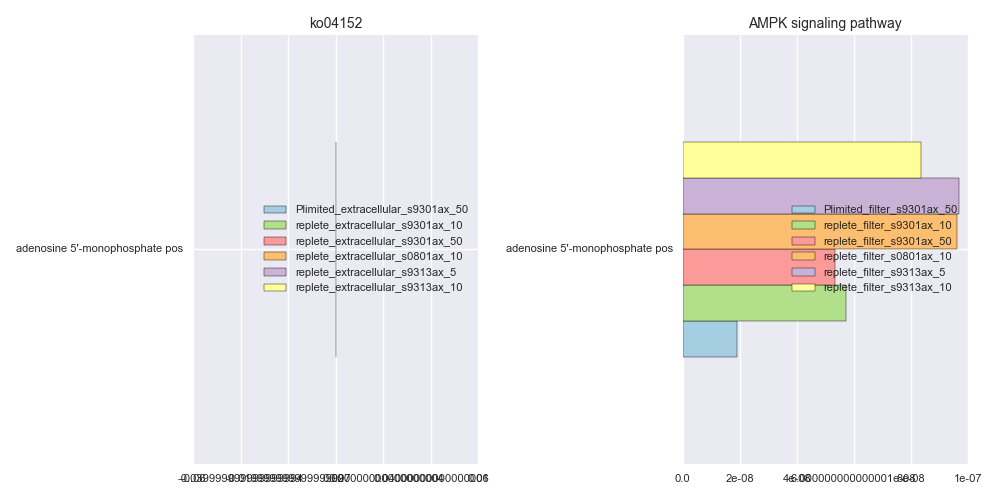 ko04152
adenosine 5'-monophosphate pos
Plimited_extracellular_s9301ax_50
replete_extracellular_s9301ax_10
replete_extracellular_s9301ax_50
replete_extracellular_s0801ax_10
replete_extracellular_s9313ax_5
replete_extracellular_s9313ax_10
AMPK signaling pathway
adenosine 5'-monophosphate pos
Plimited_filter_s9301ax_50
replete_filter_s9301ax_10
replete_filter_s9301ax_50
replete_filter_s0801ax_10
replete_filter_s9313ax_5
replete_filter_s9313ax_10
0.0 2e-08 1e-07